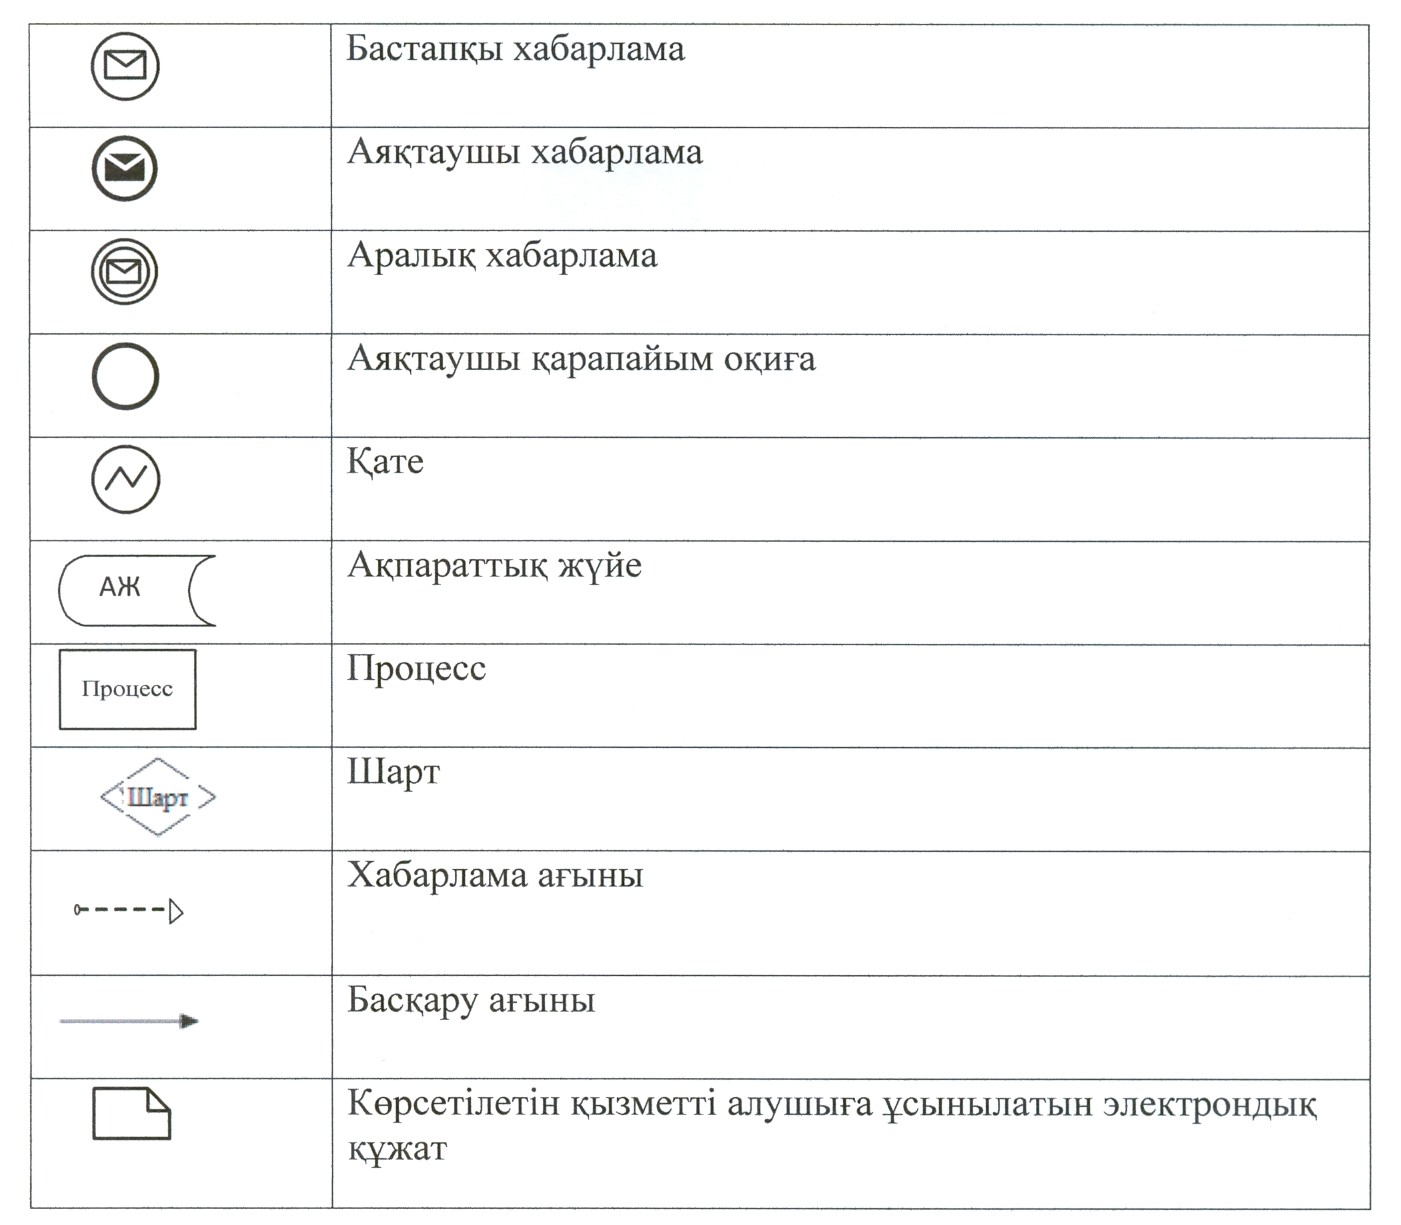 Бастапқы хабарлама
Аяқтаушы хабарлама
Аралық хабарлама
Аяқтаушы қарапайым оқиға
Қате
АЖ
Ақпараттық жүйе
Процесс
Процесс
Шарт
Шарт
Хабарлама ағыны
Басқару ағыны
Көрсетілетін қызметті алушыға ұсынылатын электрондық
құжат